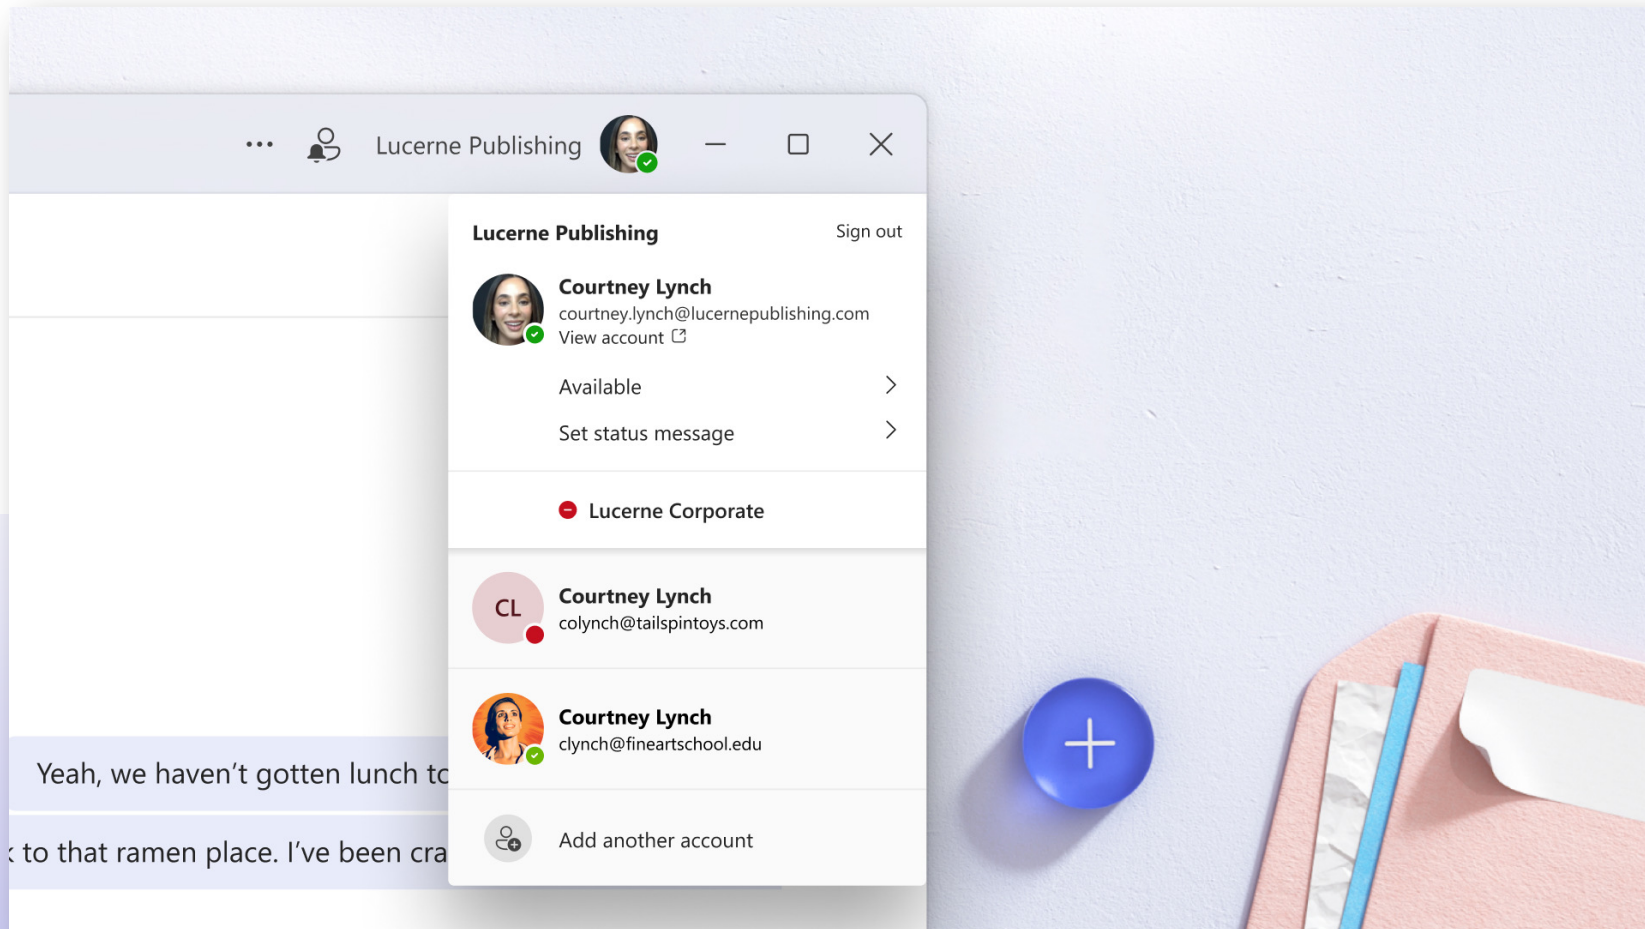 Lucerne Publishing
Lucerne Publishing
Sign out
Courtney Lynch
courtney.lynch@lucernepublishing.com
View account
Available
Set status message
Lucerne Corporate
CL
Courtney Lynch
colynch@tailspintoys.com
Courtney Lynch
clynch@fineartschool.edu
Add another account
Yeah, we haven’t gotten lunch
to that ramen place. I’ve been